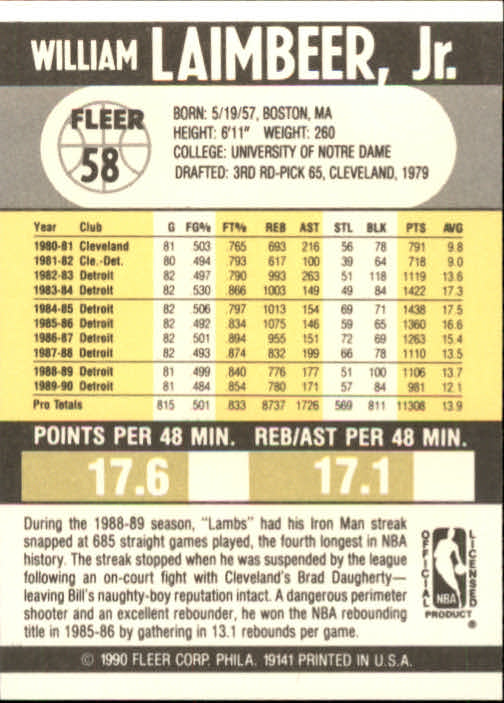 WILLIAM LAIMBEER, Jr.
FLEER
58
BORN: 5/19/57, BOSTON, MA
HEIGHT: 6'11" WEIGHT: 260
COLLEGE: UNIVERSITY OF NOTRE DAME
DRAFTED: 3RD RD-PICK 65, CLEVELAND, 1979
Year Club G FG% FT% REB AST STL BLK PTS AVG
1980-81 Cleveland 81 .503 .765 693 216 56 78 791 9.8
1981-82 Cle.-Det. 80 .494 .793 617 100 39 64 718 9.0
1982-83 Detroit 82 .497 .790 993 263 51 118 1119 13.6
1983-84 Detroit 82 .530 .866 1003 149 49 84 1422 17.3
1984-85 Detroit 82 .506 .797 1013 154 69 71 1438 17.5
1985-86 Detroit 82 .492 .834 1075 146 59 65 1360 16.6
1986-87 Detroit 82 .501 .894 955 151 72 69 1263 15.4
1987-88 Detroit 82 .493 .874 832 199 66 78 1110 13.5
1988-89 Detroit 81 .499 .840 776 177 51 100 1106 13.7
1989-90 Detroit 81 .484 .854 780 171 57 84 981 12.1
Pro Totals 815 .501 .833 8737 1726 569 811 11308 13.9
POINTS PER 48 MIN. REB/AST PER 48 MIN.
17.6 17.1
During the 1988-89 season, "Lambs" had his Iron Man streak
snapped at 685 straight games played, the fourth longest in NBA
history. The streak stopped when he was suspended by the league
following an on-court fight with Cleveland's Brad Daugherty—
leaving Bill's naughty-boy reputation intact. A dangerous perimeter
shooter and an excellent rebounder, he won the NBA rebounding
title in 1985-86 by gathering in 13.1 rebounds per game.
OFFICIAL
LICENSED
NBA
PRODUCT ®
© 1990 FLEER CORP. PHILA. 19141 PRINTED IN U.S.A.